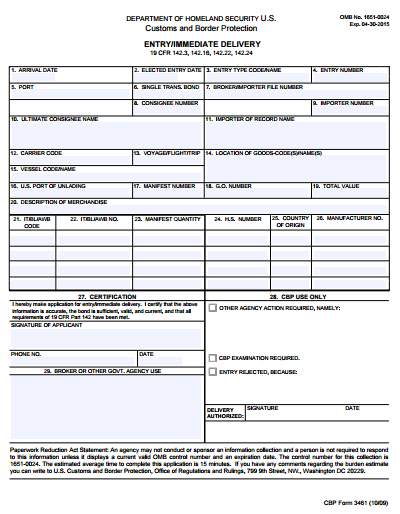 DEPARTMENT OF HOMELAND SECURITY U.S.
Customs and Border Protection
OMB No. 1651-0024
Exp. 04-30-2015
ENTRY/IMMEDIATE DELIVERY
19 CFR 142.3, 142.16, 142.22, 142.24
1. ARRIVAL DATE
2. ELECTED ENTRY DATE
3. ENTRY TYPE CODE/NAME
4. ENTRY NUMBER
5. PORT
6. SINGLE TRANS. BOND
7. BROKER/IMPORTER FILE NUMBER
8. CONSIGNEE NUMBER
9. IMPORTER NUMBER
10. ULTIMATE CONSIGNEE NAME
11. IMPORTER OF RECORD NAME
12. CARRIER CODE
13. VOYAGE/FLIGHT/TRIP
14. LOCATION OF GOODS-CODE(S)/NAME(S)
15. VESSEL CODE/NAME
16. U.S. PORT OF UNLADING
17. MANIFEST NUMBER
18. G.O. NUMBER
19. TOTAL VALUE
20. DESCRIPTION OF MERCHANDISE
21. IT/BL/AWB
CODE
22. IT/BL/AWB NO.
23. MANIFEST QUANTITY
24. H.S. NUMBER
25. COUNTRY
OF ORIGIN
26. MANUFACTURER NO.
27. CERTIFICATION
I hereby make application for entry/immediate delivery. I certify that the above
information is accurate, the bond is sufficient, valid, and current, and that all
requirements of 19 CFR Part 142 have been met.
SIGNATURE OF APPLICANT
PHONE NO.
DATE
29. BROKER OR OTHER GOVT. AGENCY USE
28. CBP USE ONLY
OTHER AGENCY ACTION REQUIRED, NAMELY:
CBP EXAMINATION REQUIRED.
ENTRY REJECTED, BECAUSE:
DELIVERY
AUTHORIZED:
SIGNATURE
DATE
Paperwork Reduction Act Statement: An agency may not conduct or sponsor an information collection and a person is not required to respond
to this information unless it displays a current valid OMB control number and an expiration date. The control number for this collection is
1651-0024. The estimated average time to complete this application is 15 minutes. If you have any comments regarding the burden estimate
you can write to U.S. Customs and Border Protection, Office of Regulations and Rulings, 799 9th Street, NW., Washington DC 20229.
CBP Form 3461 (10/09)